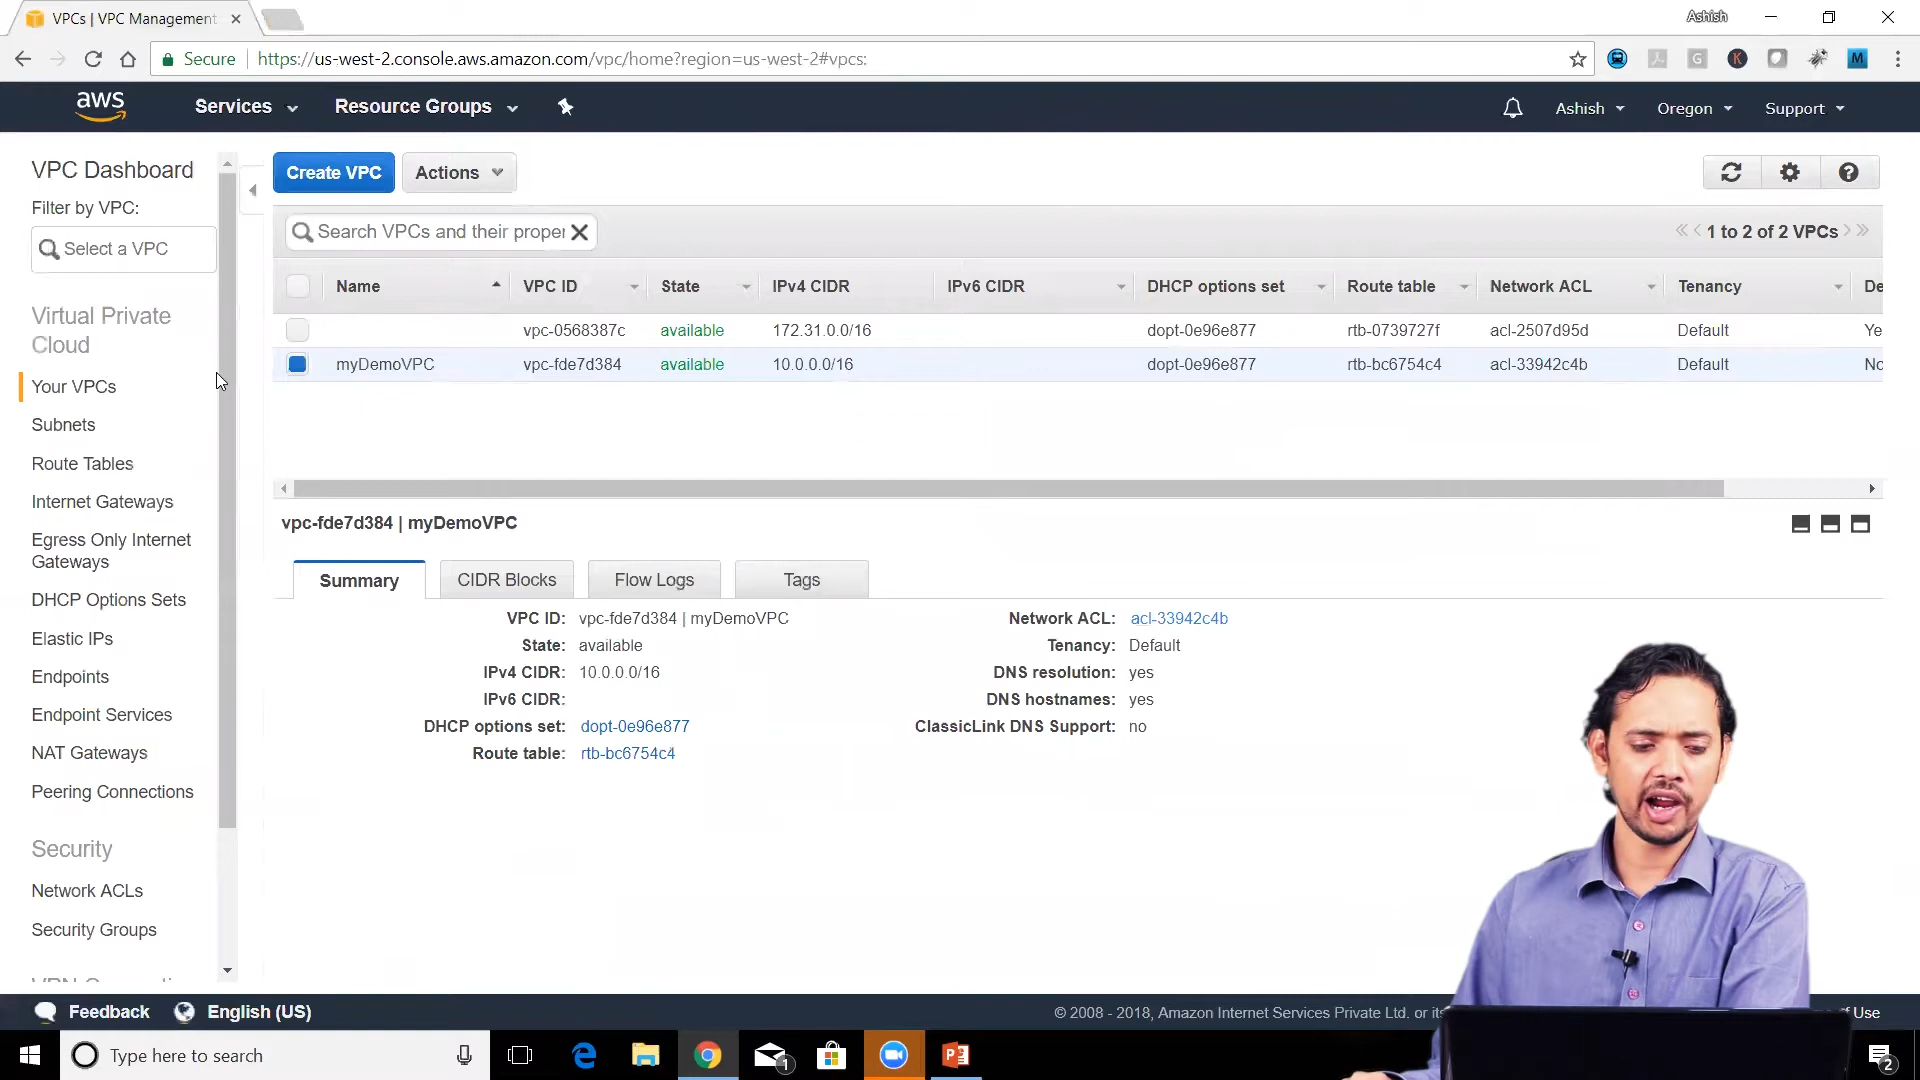 VPCs | VPC Management
Ashish
Secure
https://us-west-2.console.aws.amazon.com/vpc/home?region=us-west-2#vpcs:
aws
Services
Resource Groups
Ashish
Oregon
Support
VPC Dashboard
Filter by VPC:
Select a VPC
Virtual Private
Cloud
Your VPCs
Subnets
Route Tables
Internet Gateways
Egress Only Internet
Gateways
DHCP Options Sets
Elastic IPs
Endpoints
Endpoint Services
NAT Gateways
Peering Connections
Security
Network ACLs
Security Groups
Create VPC
Actions
Search VPCs and their proper
1 to 2 of 2 VPCs
Name VPC ID State IPv4 CIDR IPv6 CIDR DHCP options set Route table Network ACL Tenancy De
vpc-0568387c available 172.31.0.0/16 dopt-0e96e877 rtb-0739727f acl-2507d95d Default Ye
myDemoVPC vpc-fde7d384 available 10.0.0.0/16 dopt-0e96e877 rtb-bc6754c4 acl-33942c4b Default No
vpc-fde7d384 | myDemoVPC
Summary CIDR Blocks Flow Logs Tags
VPC ID: vpc-fde7d384 | myDemoVPC
State: available
IPv4 CIDR: 10.0.0.0/16
IPv6 CIDR:
DHCP options set: dopt-0e96e877
Route table: rtb-bc6754c4
Network ACL: acl-33942c4b
Tenancy: Default
DNS resolution: yes
DNS hostnames: yes
ClassicLink DNS Support: no
Feedback
English (US)
© 2008 - 2018, Amazon Internet Services Private Ltd. or its
of Use
Type here to search
1
2